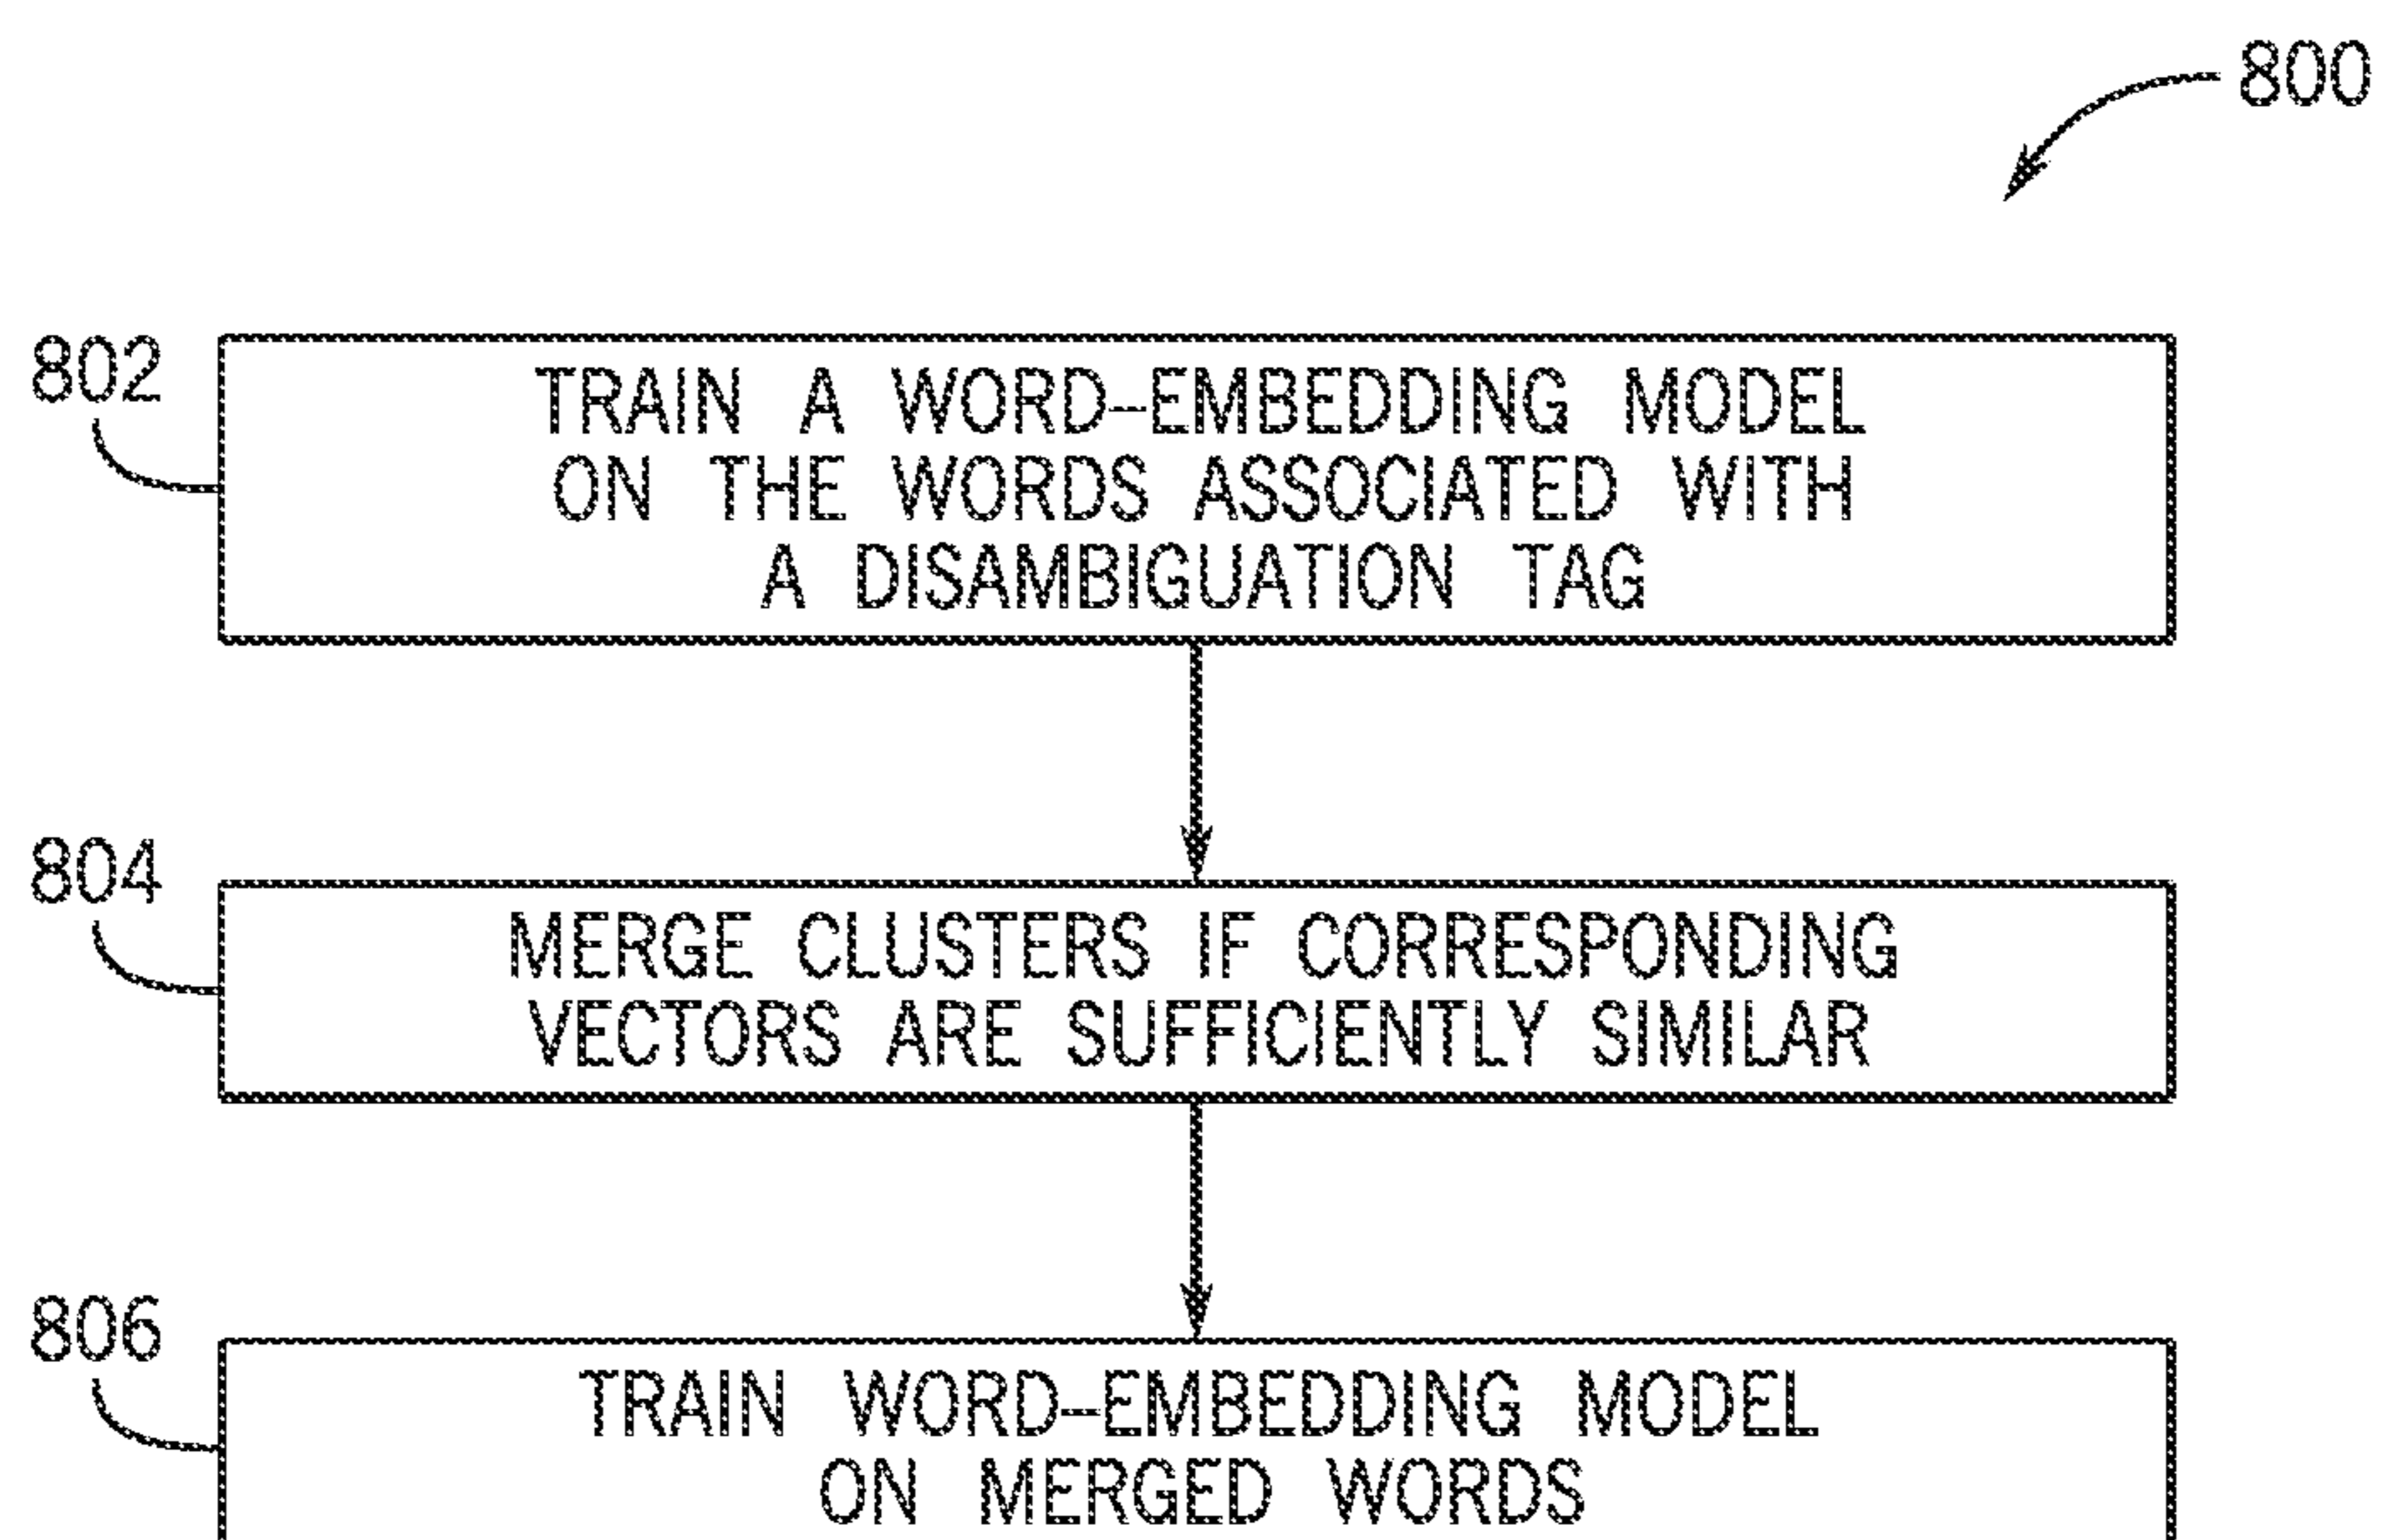 800
802
TRAIN A WORD-EMBEDDING MODEL
ON THE WORDS ASSOCIATED WITH
A DISAMBIGUATION TAG
804
MERGE CLUSTERS IF CORRESPONDING
VECTORS ARE SUFFICIENTLY SIMILAR
806
TRAIN WORD-EMBEDDING MODEL
ON MERGED WORDS